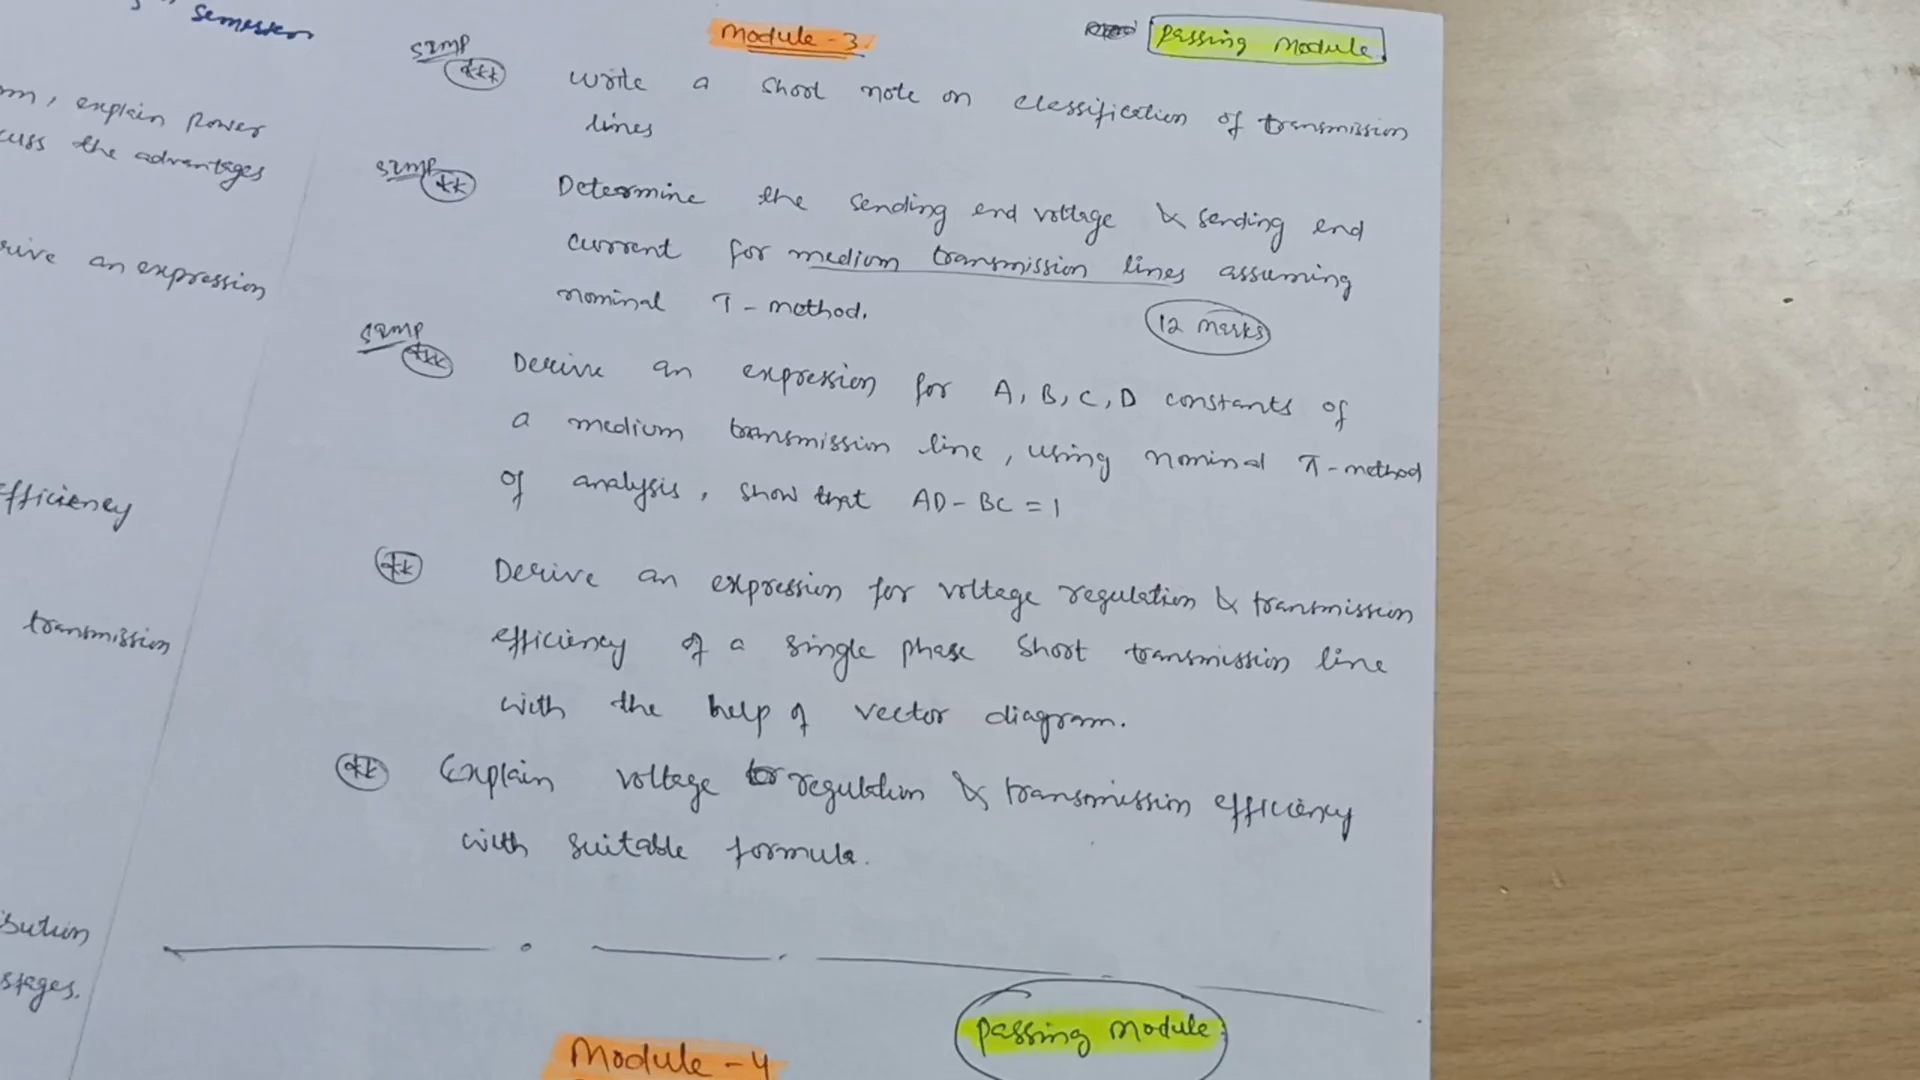 semester
explain power
cuss the advantages
rive an expression
efficiency
transmission
bution
stages.
Module - 3
Passing Module
SIMP
*** Write a short note on classification of transmission
lines
SIMP
** Determine the sending end voltage & sending end
current for medium transmission lines assuming
nominal T - method.
12 marks
SIMP
*** Derive an expression for A, B, C, D constants of
a medium transmission line, using nominal π - method
of analysis, show that AD - BC = 1
** Derive an expression for voltage regulation & transmission
efficiency of a single phase short transmission line
with the help of vector diagram.
** Explain voltage regulation & transmission efficiency
with suitable formula.
Passing Module
Module - 4